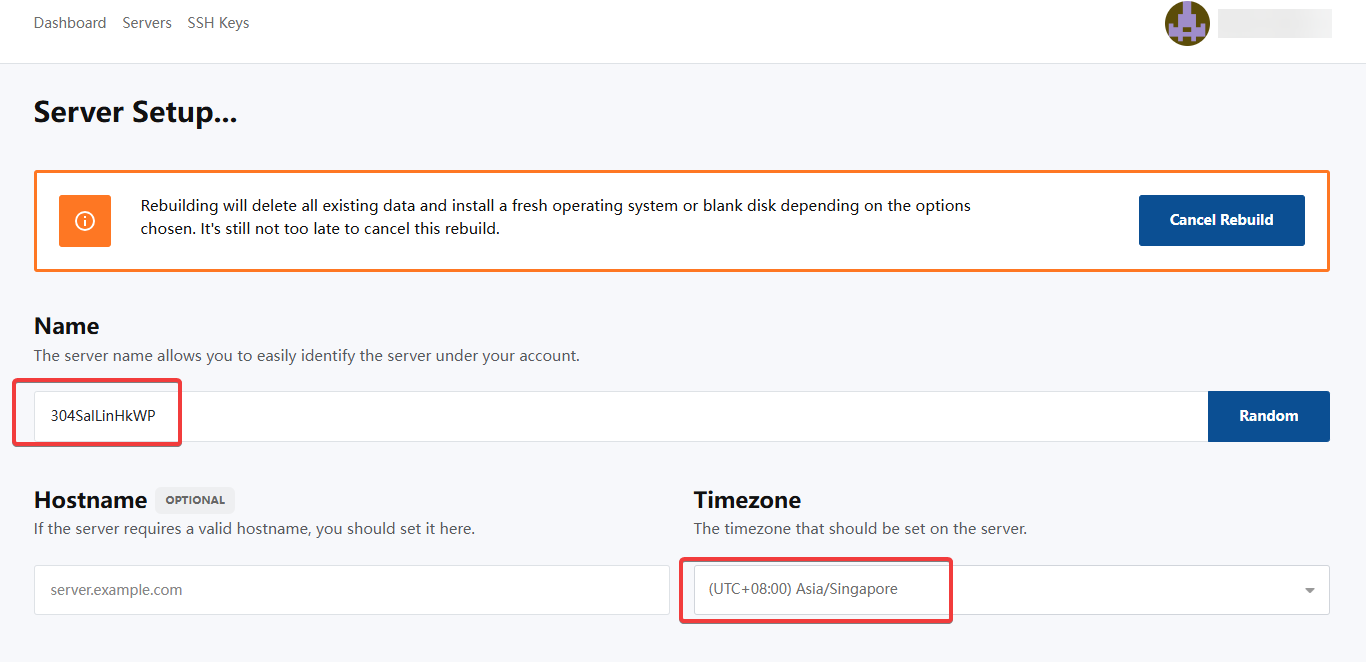 Dashboard Servers SSH Keys
Server Setup...
Rebuilding will delete all existing data and install a fresh operating system or blank disk depending on the options
chosen. It's still not too late to cancel this rebuild.
Cancel Rebuild
Name
The server name allows you to easily identify the server under your account.
304SalLinHkWP
Random
Hostname OPTIONAL
If the server requires a valid hostname, you should set it here.
server.example.com
Timezone
The timezone that should be set on the server.
(UTC+08:00) Asia/Singapore